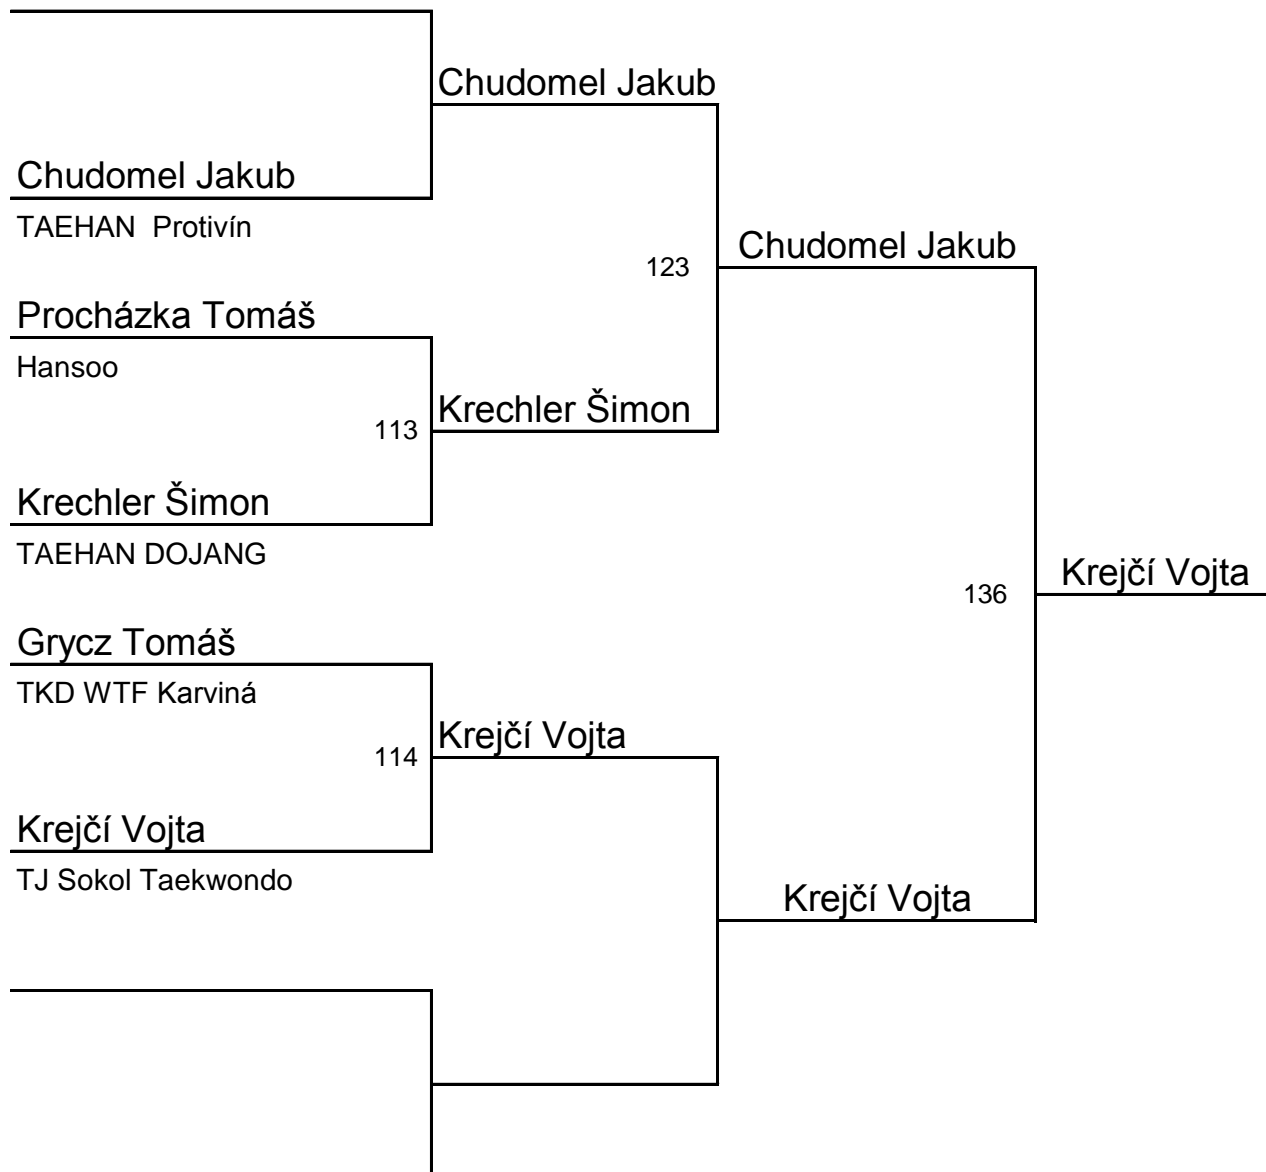 Chudomel Jakub
Chudomel Jakub
TAEHAN  Protivín
Chudomel Jakub
123
Procházka Tomáš
Hansoo
Krechler Šimon
113
Krechler Šimon
TAEHAN DOJANG
Krejčí Vojta
136
Grycz Tomáš
TKD WTF Karviná
Krejčí Vojta
114
Krejčí Vojta
TJ Sokol Taekwondo
Krejčí Vojta